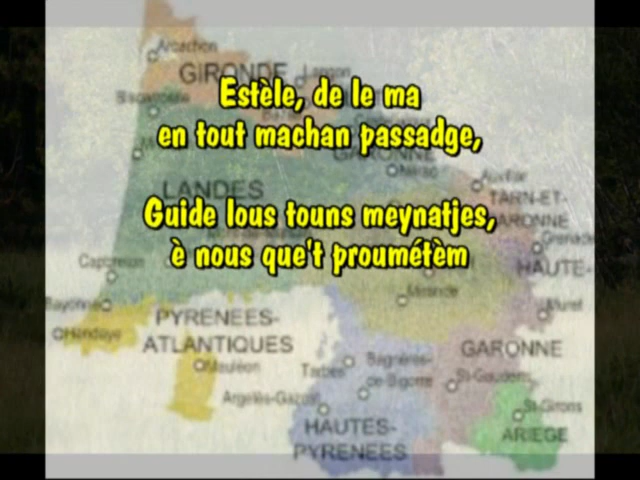 Arcachon
GIRONDE
Langon
Estèle, de le ma
en tout machan passadge,
GARONNE
Nérac
Auvillar
LANDES
TARN-ET-
GARONNE
Guide lous touns meynatjes,
Grenade
è nous que't proumétèm
HAUTE-
Mirande
Bayonne
Muret
Hendaye
PYRENEES-
ATLANTIQUES
GARONNE
Mauléon
Tarbes
Bagnères-
de-Bigorre
St-Gaudens
Argelès-Gazost
St-Girons
HAUTES-
PYRENEES
ARIEGE